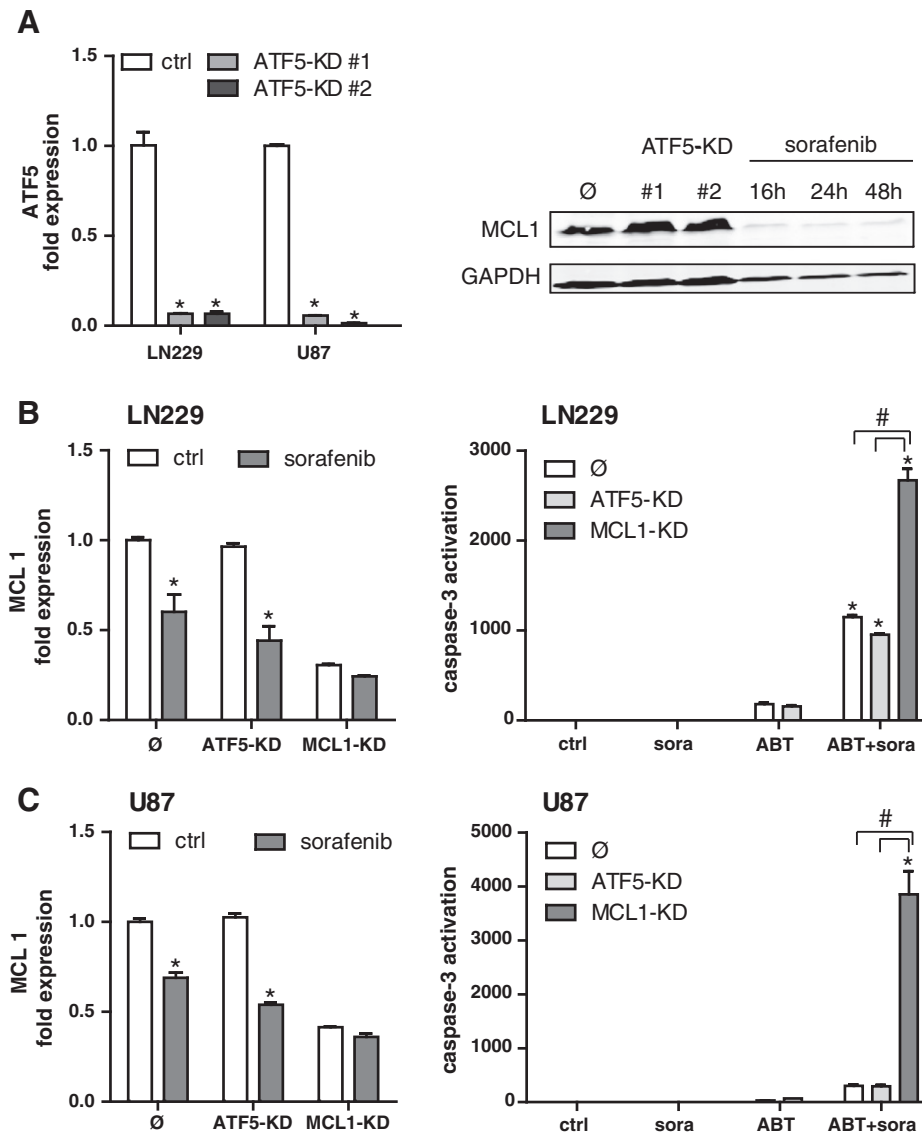 A
1.5
1.0
0.5
0.0
ATF5
fold expression
ctrl
ATF5-KD #1
ATF5-KD #2
* * * *
LN229 U87
ATF5-KD sorafenib
Ø #1 #2 16h 24h 48h
MCL1
GAPDH
B
LN229
1.5
1.0
0.5
0.0
MCL 1
fold expression
ctrl sorafenib
* *
Ø ATF5-KD MCL1-KD
LN229
3000
2000
1000
0
caspase-3 activation
Ø
ATF5-KD
MCL1-KD
#
* * *
ctrl sora ABT ABT+sora
C
U87
1.5
1.0
0.5
0.0
MCL 1
fold expression
ctrl sorafenib
* *
Ø ATF5-KD MCL1-KD
U87
5000
4000
3000
2000
1000
0
caspase-3 activation
Ø
ATF5-KD
MCL1-KD
#
*
ctrl sora ABT ABT+sora